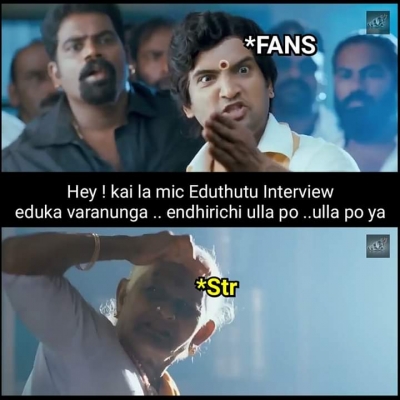 *FANS
Hey ! kai la mic Eduthutu Interview
eduka varanunga .. endhirichi ulla po ..ulla po ya
*Str